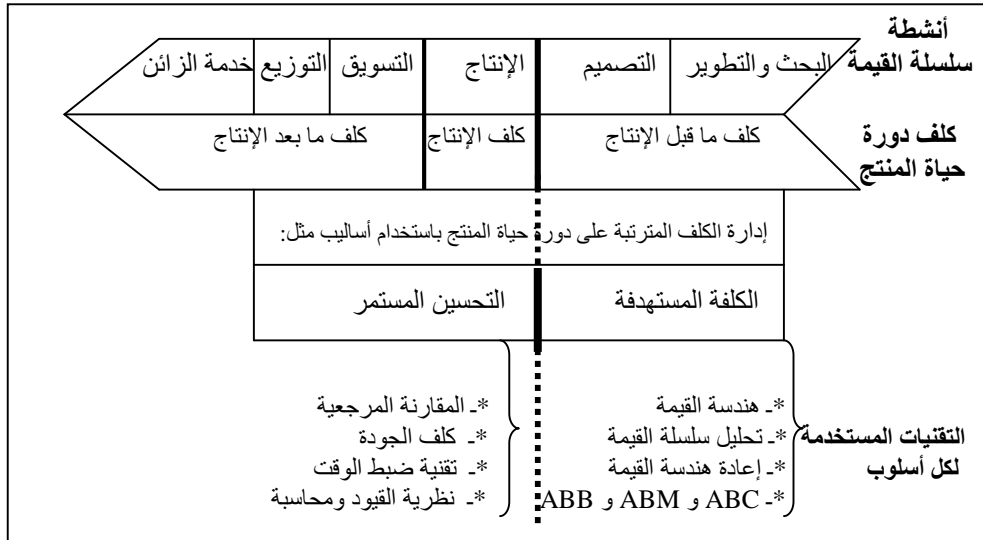 أنشطة
سلسلة القيمة
البحث والتطوير
التصميم
الإنتاج
التسويق
التوزيع
خدمة الزائن
كلف دورة
حياة المنتج
كلف ما قبل الإنتاج
كلف الإنتاج
كلف ما بعد الإنتاج
إدارة الكلف المترتبة على دورة حياة المنتج باستخدام أساليب مثل:
الكلفة المستهدفة
التحسين المستمر
التقنيات المستخدمة
لكل أسلوب
*ـ هندسة القيمة
*ـ تحليل سلسلة القيمة
*ـ إعادة هندسة القيمة
*ـ ABC و ABM و ABB
*ـ المقارنة المرجعية
*ـ كلف الجودة
*ـ تقنية ضبط الوقت
*ـ نظرية القيود ومحاسبة